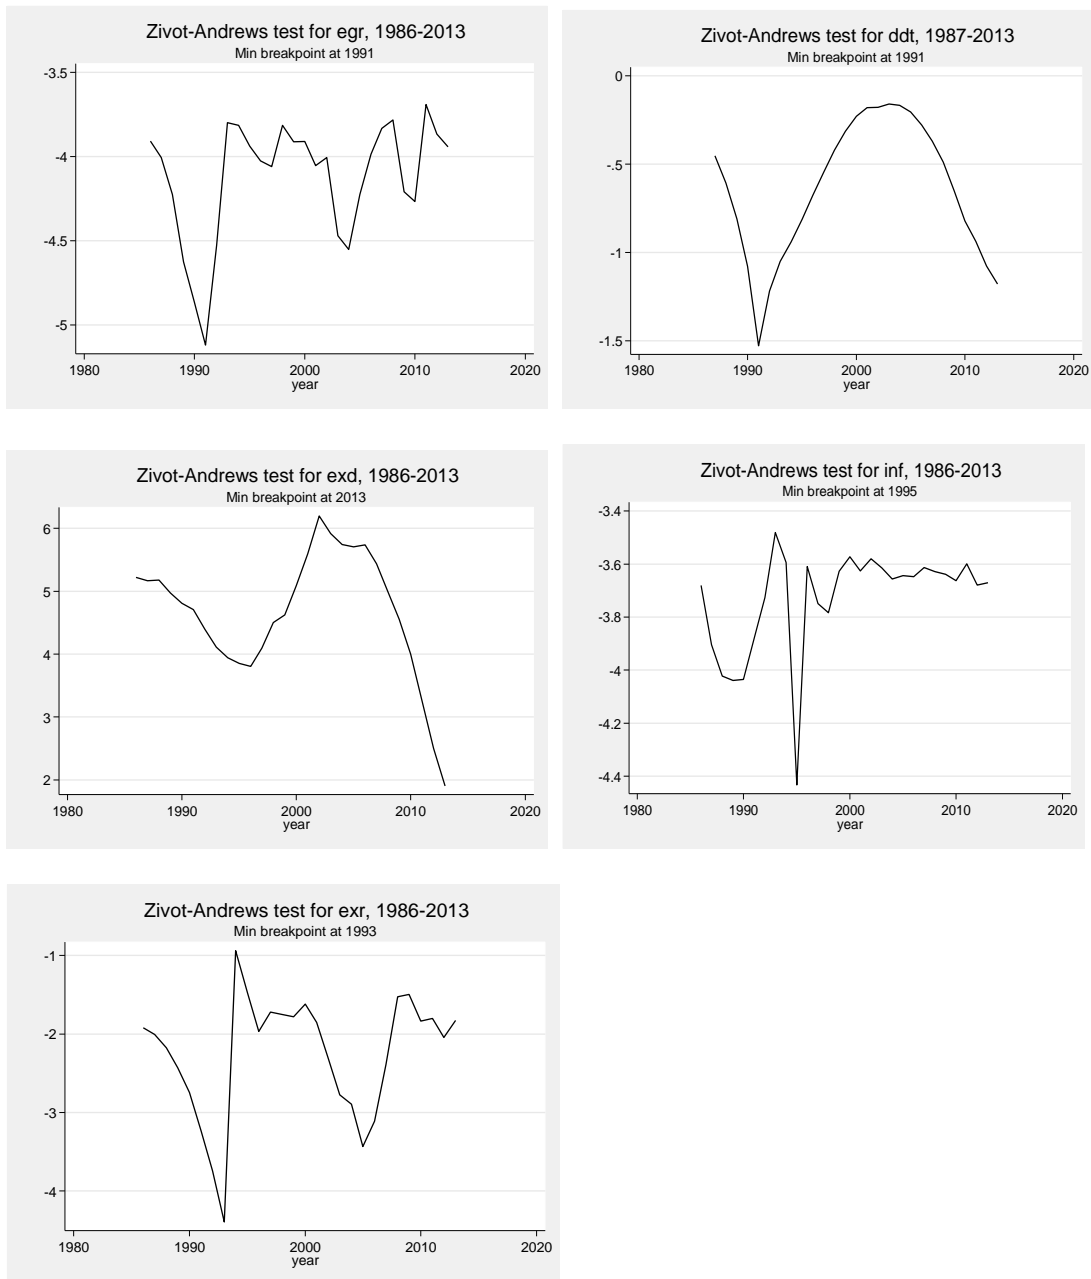 Zivot-Andrews test for egr, 1986-2013
Min breakpoint at 1991
-3.5
-4
-4.5
-5
1980 1990 2000 2010 2020
year
Zivot-Andrews test for ddt, 1987-2013
Min breakpoint at 1991
0
-.5
-1
-1.5
1980 1990 2000 2010 2020
year
Zivot-Andrews test for exd, 1986-2013
Min breakpoint at 2013
6
5
4
3
2
1980 1990 2000 2010 2020
year
Zivot-Andrews test for inf, 1986-2013
Min breakpoint at 1995
-3.4
-3.6
-3.8
-4
-4.2
-4.4
1980 1990 2000 2010 2020
year
Zivot-Andrews test for exr, 1986-2013
Min breakpoint at 1993
-1
-2
-3
-4
1980 1990 2000 2010 2020
year